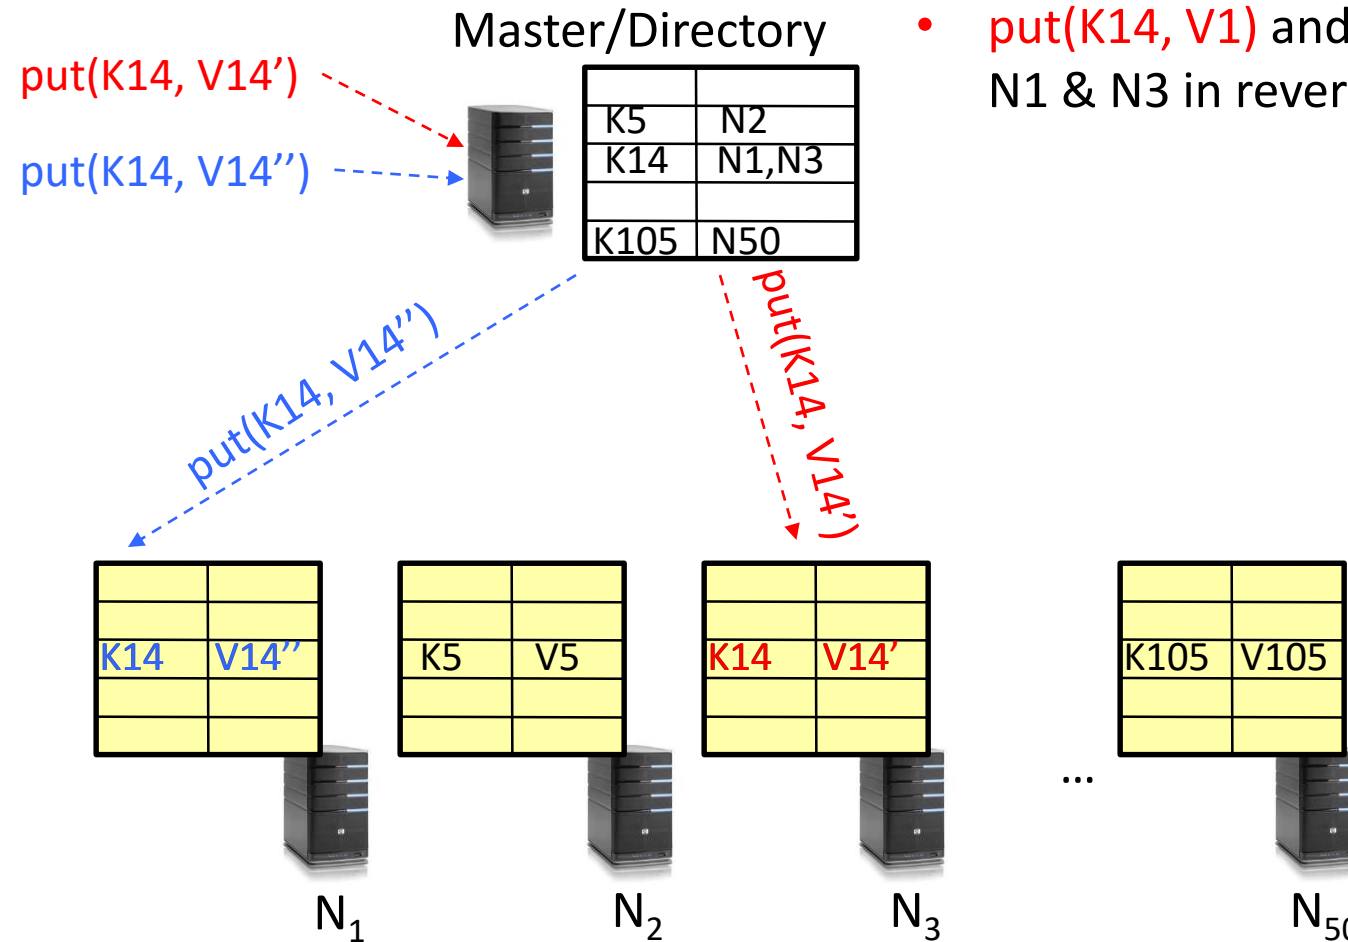 Master/Directory
• put(K14, V1) and
N1 & N3 in rever
put(K14, V14’)
put(K14, V14’’)
K5 N2
K14 N1,N3
K105 N50
put(K14, V14’’)
put(K14, V14’)
K14 V14’’
K5 V5
K14 V14’
K105 V105
…
N1
N2
N3
N50